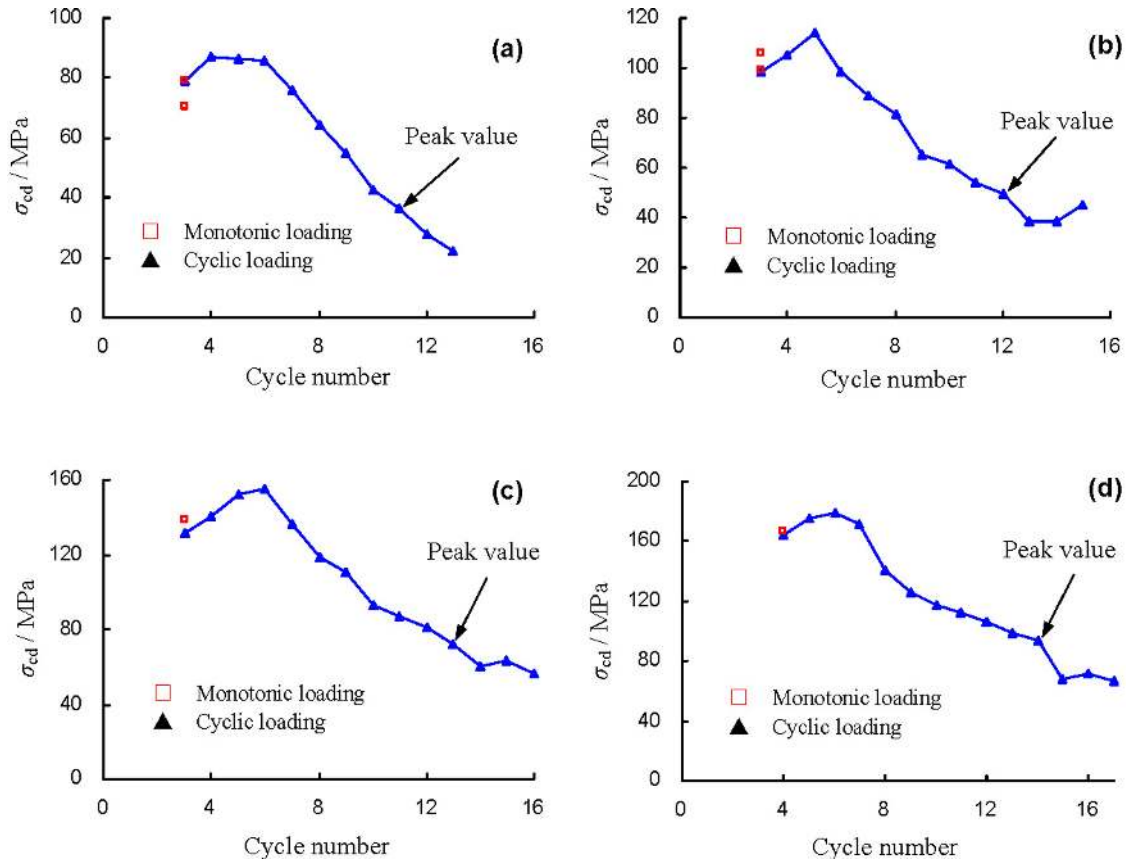 (a)
100
80
60
40
20
0
σcd / MPa
Peak value
Monotonic loading
Cyclic loading
0 4 8 12 16
Cycle number
(b)
120
100
80
60
40
20
0
σcd / MPa
Peak value
Monotonic loading
Cyclic loading
0 4 8 12 16
Cycle number
(c)
160
120
80
40
0
σcd / MPa
Peak value
Monotonic loading
Cyclic loading
0 4 8 12 16
Cycle number
(d)
200
160
120
80
40
0
σcd / MPa
Peak value
Monotonic loading
Cyclic loading
0 4 8 12 16
Cycle number